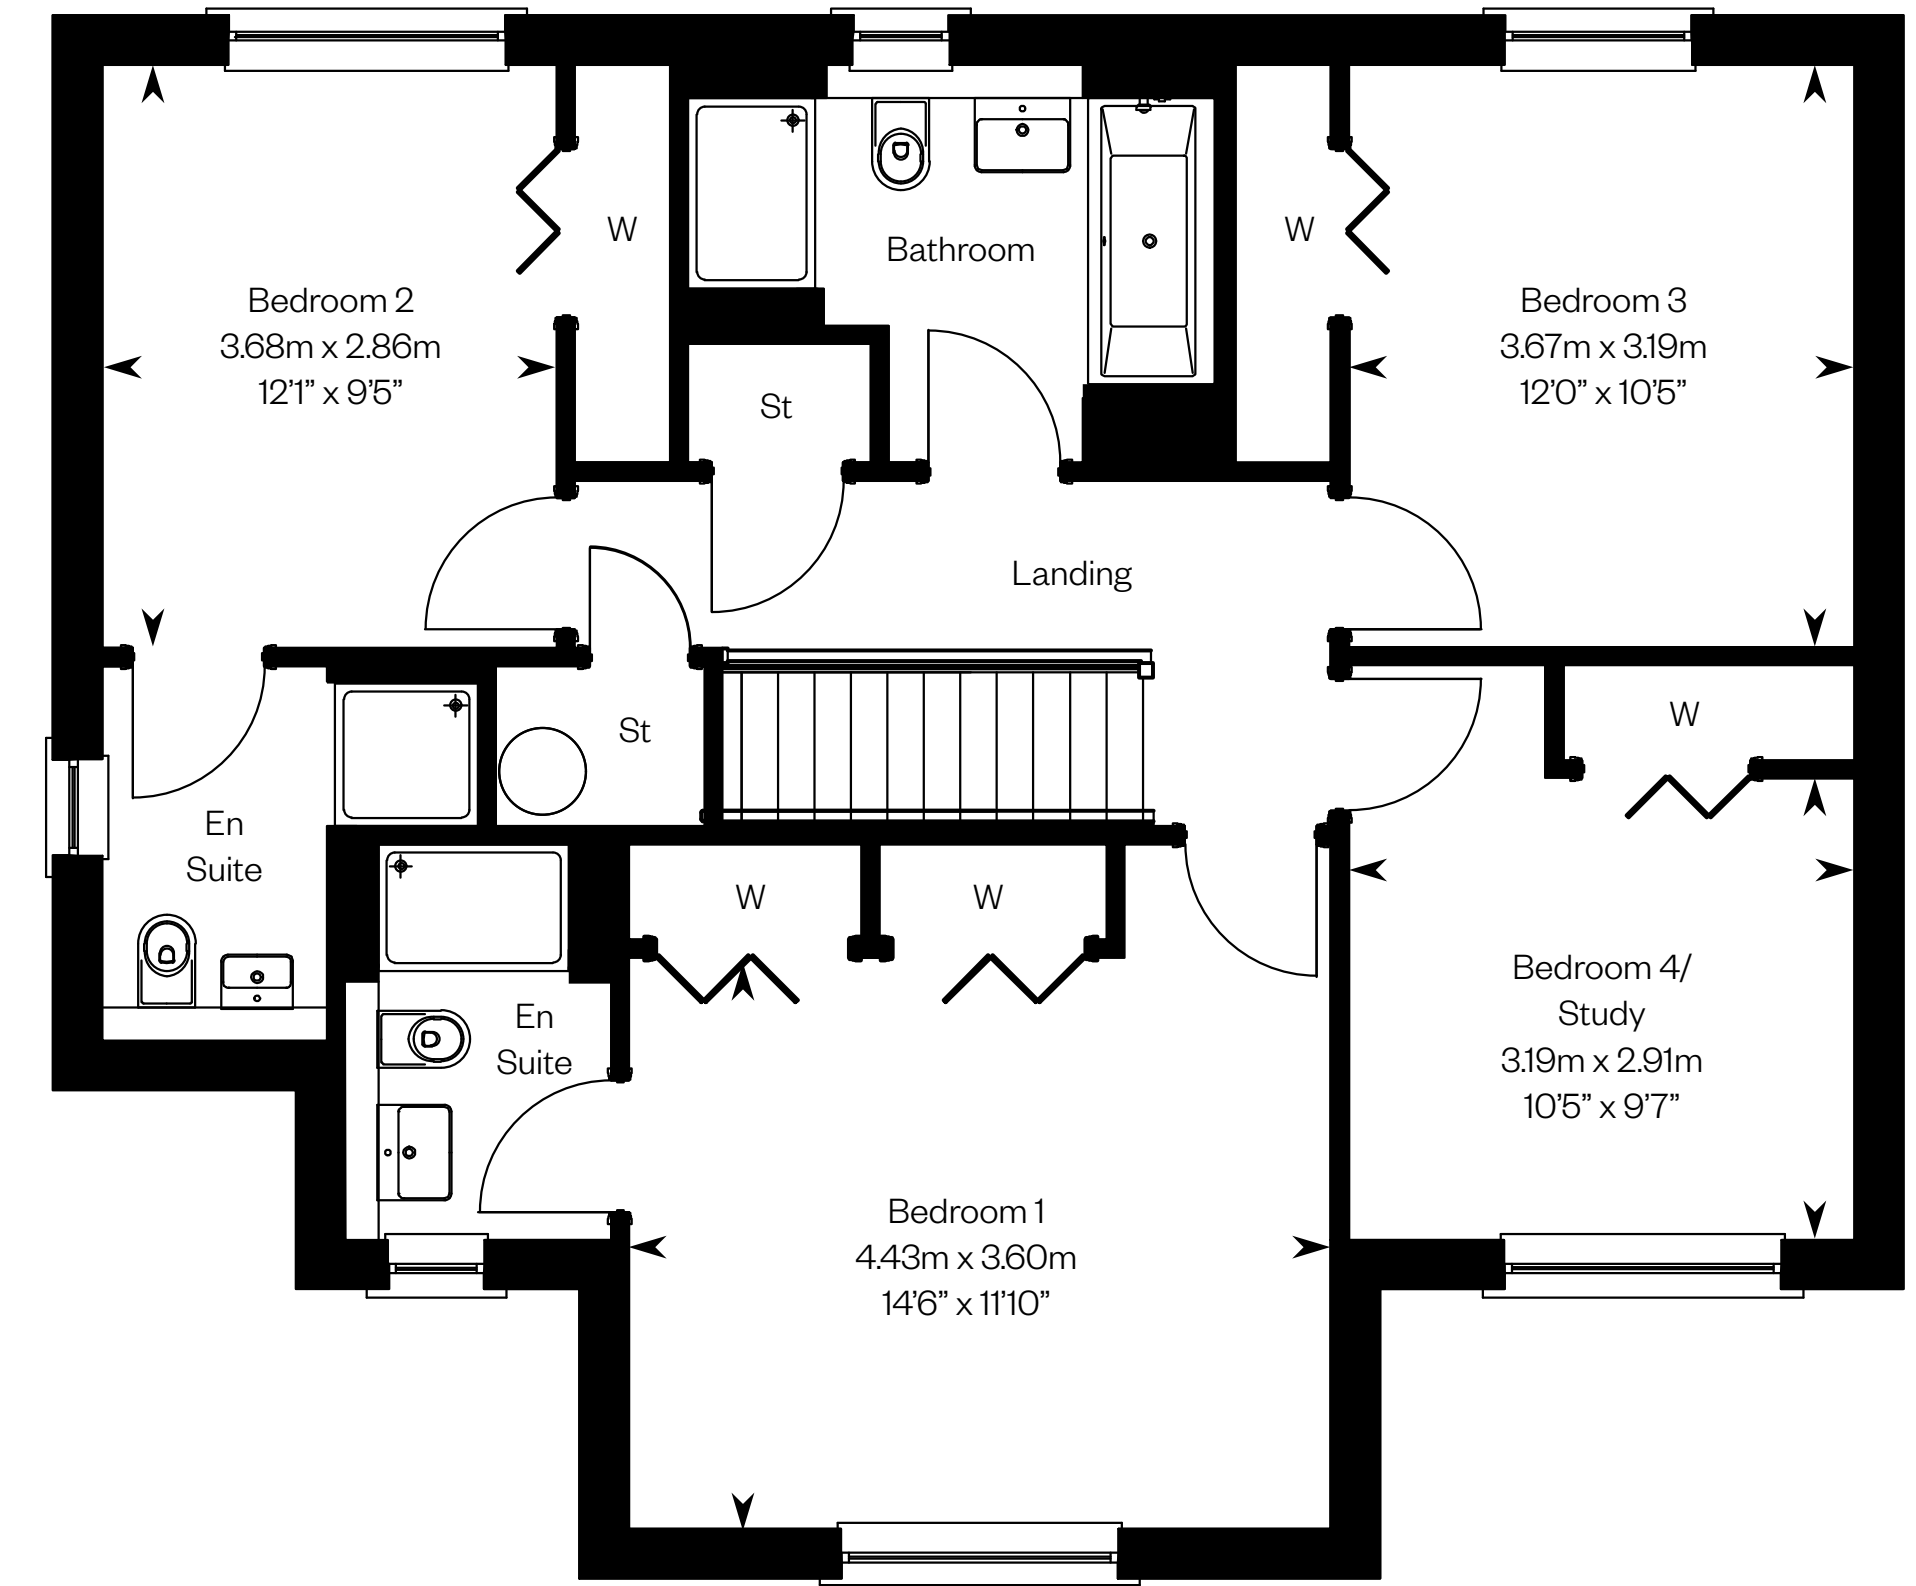 W
Bathroom
W
Bedroom 2
3.68m x 2.86m
12’1” x 9’5”
Bedroom 3
3.67m x 3.19m
12’0” x 10’5”
St
Landing
St
W
En
Suite
W
W
En
Suite
Bedroom 4/
Study
3.19m x 2.91m
10’5” x 9’7”
Bedroom 1
4.43m x 3.60m
14’6” x 11’10”